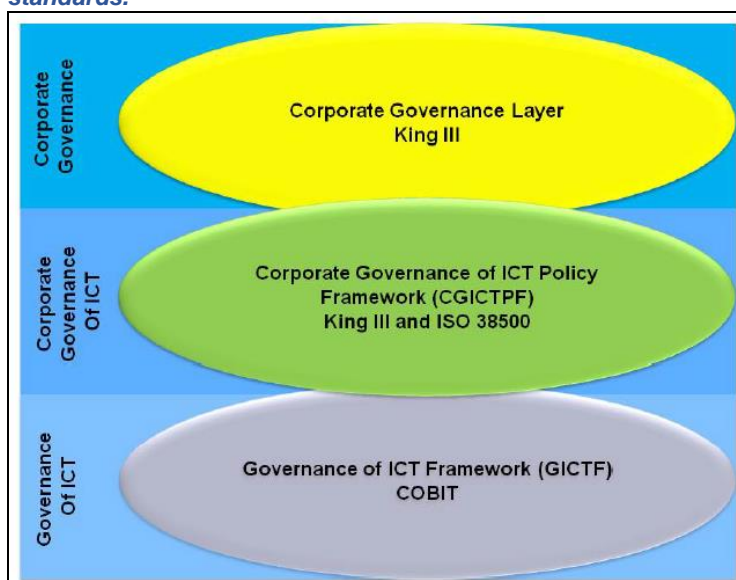 standards.
Corporate
Governance
Corporate Governance Layer
King III
Corporate
Governance
Of ICT
Corporate Governance of ICT Policy
Framework (CGICTPF)
King III and ISO 38500
Governance
Of ICT
Governance of ICT Framework (GICTF)
COBIT